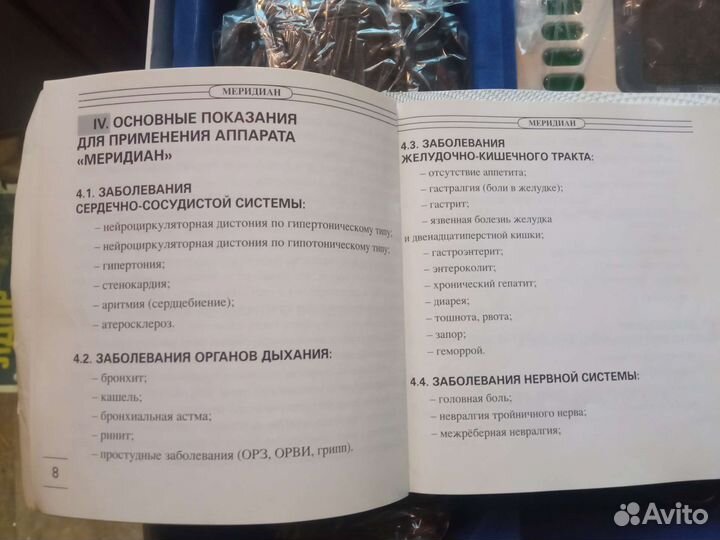 МЕРИДИАН
IV. ОСНОВНЫЕ ПОКАЗАНИЯ
ДЛЯ ПРИМЕНЕНИЯ АППАРАТА
«МЕРИДИАН»
4.1. ЗАБОЛЕВАНИЯ
СЕРДЕЧНО-СОСУДИСТОЙ СИСТЕМЫ:
– нейроциркуляторная дистония по гипертоническому типу;
– нейроциркуляторная дистония по гипотоническому типу;
– гипертония;
– стенокардия;
– аритмия (сердцебиение);
– атеросклероз.
4.2. ЗАБОЛЕВАНИЯ ОРГАНОВ ДЫХАНИЯ:
– бронхит;
– кашель;
– бронхиальная астма;
– ринит;
– простудные заболевания (ОРЗ, ОРВИ, грипп).
8
МЕРИДИАН
4.3. ЗАБОЛЕВАНИЯ
ЖЕЛУДОЧНО-КИШЕЧНОГО ТРАКТА:
– отсутствие аппетита;
– гастралгия (боли в желудке);
– гастрит;
– язвенная болезнь желудка
и двенадцатиперстной кишки;
– гастроэнтерит;
– энтероколит;
– хронический гепатит;
– диарея;
– тошнота, рвота;
– запор;
– геморрой.
4.4. ЗАБОЛЕВАНИЯ НЕРВНОЙ СИСТЕМЫ:
– головная боль;
– невралгия тройничного нерва;
– межрёберная невралгия;
Avito